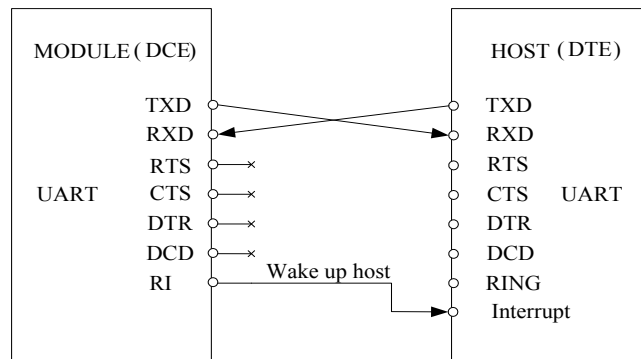 MODULE ( DCE )
HOST ( DTE )
TXD
RXD
RTS
CTS
DTR
DCD
RI
UART
Wake up host
TXD
RXD
RTS
CTS
DTR
DCD
RING
Interrupt
UART